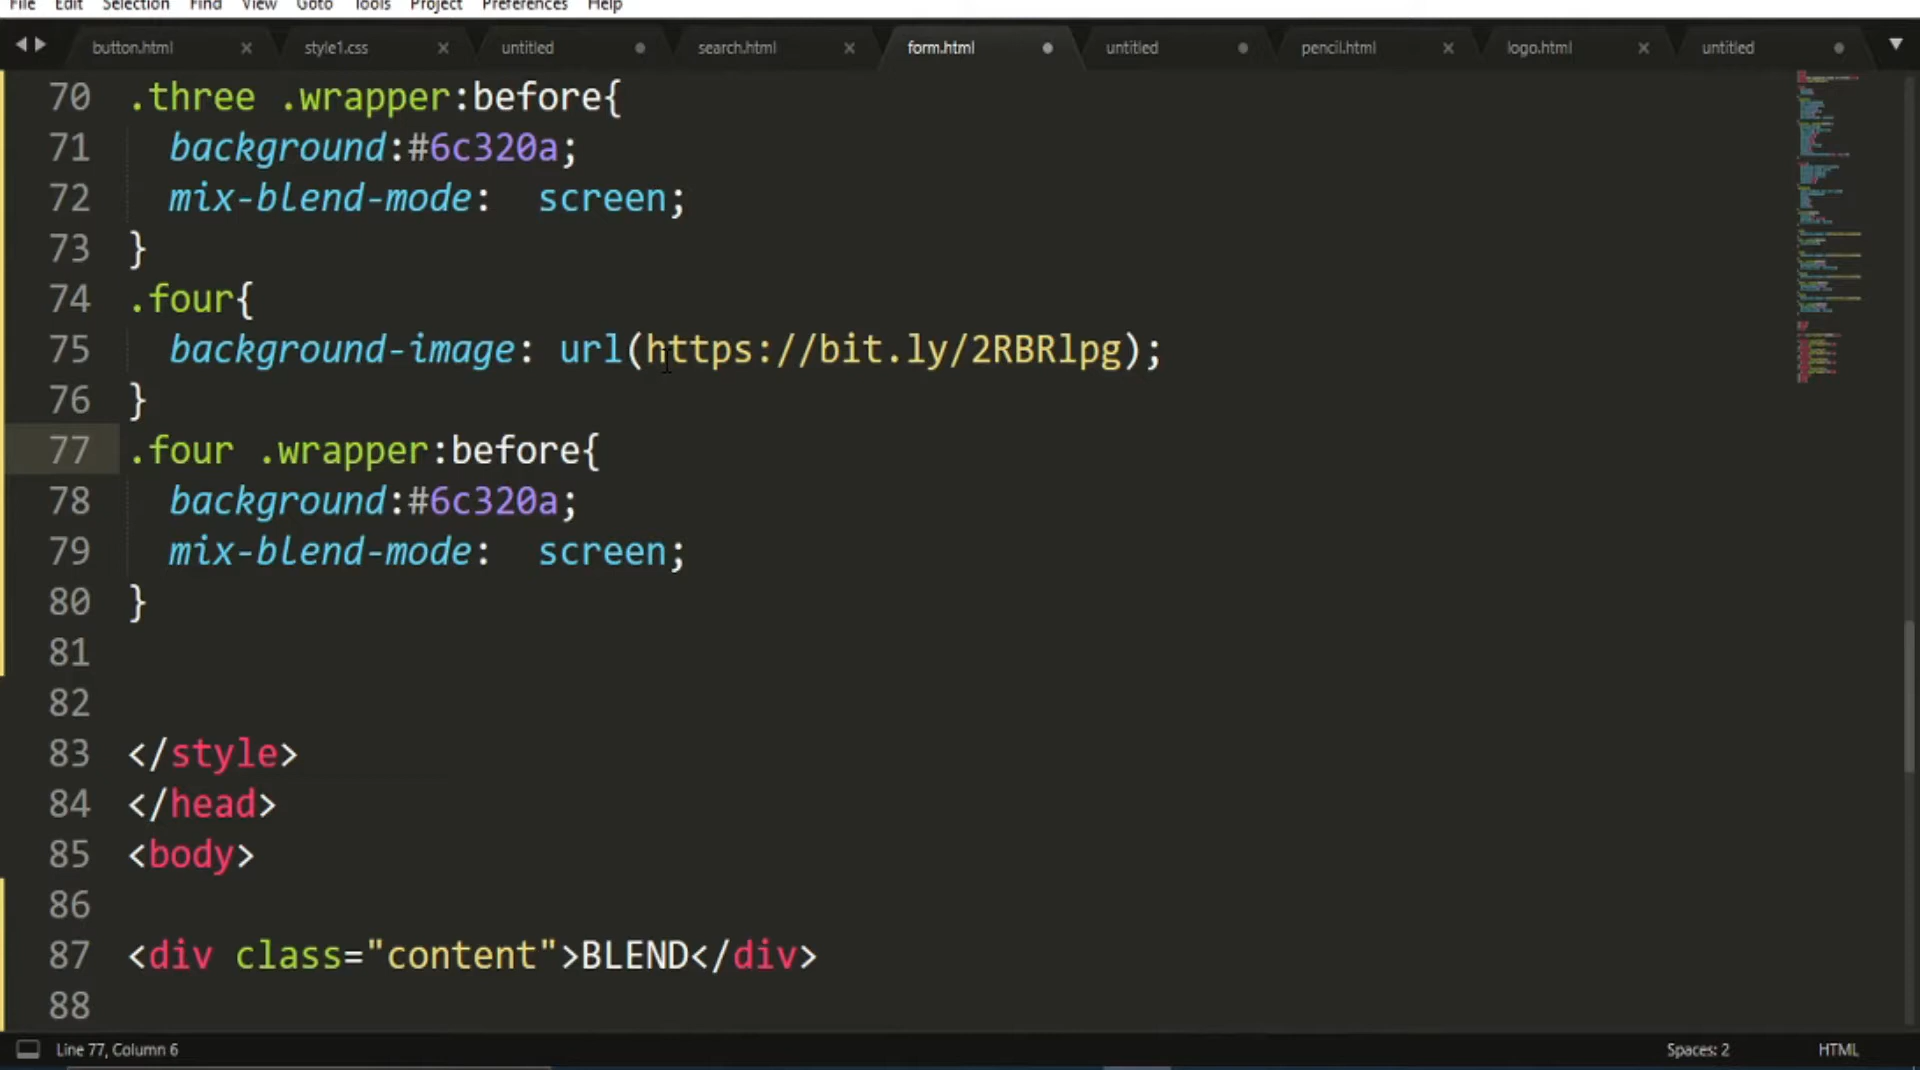 File Edit Selection Find View Goto Tools Project Preferences Help
button.html style1.css untitled search.html form.html untitled pencil.html logo.html untitled
70 .three .wrapper:before{
71 background:#6c320a;
72 mix-blend-mode:  screen;
73 }
74 .four{
75 background-image: url(https://bit.ly/2RBRlpg);
76 }
77 .four .wrapper:before{
78 background:#6c320a;
79 mix-blend-mode:  screen;
80 }
81
82
83 </style>
84 </head>
85 <body>
86
87 <div class="content">BLEND</div>
88
Line 77, Column 6 Spaces: 2 HTML